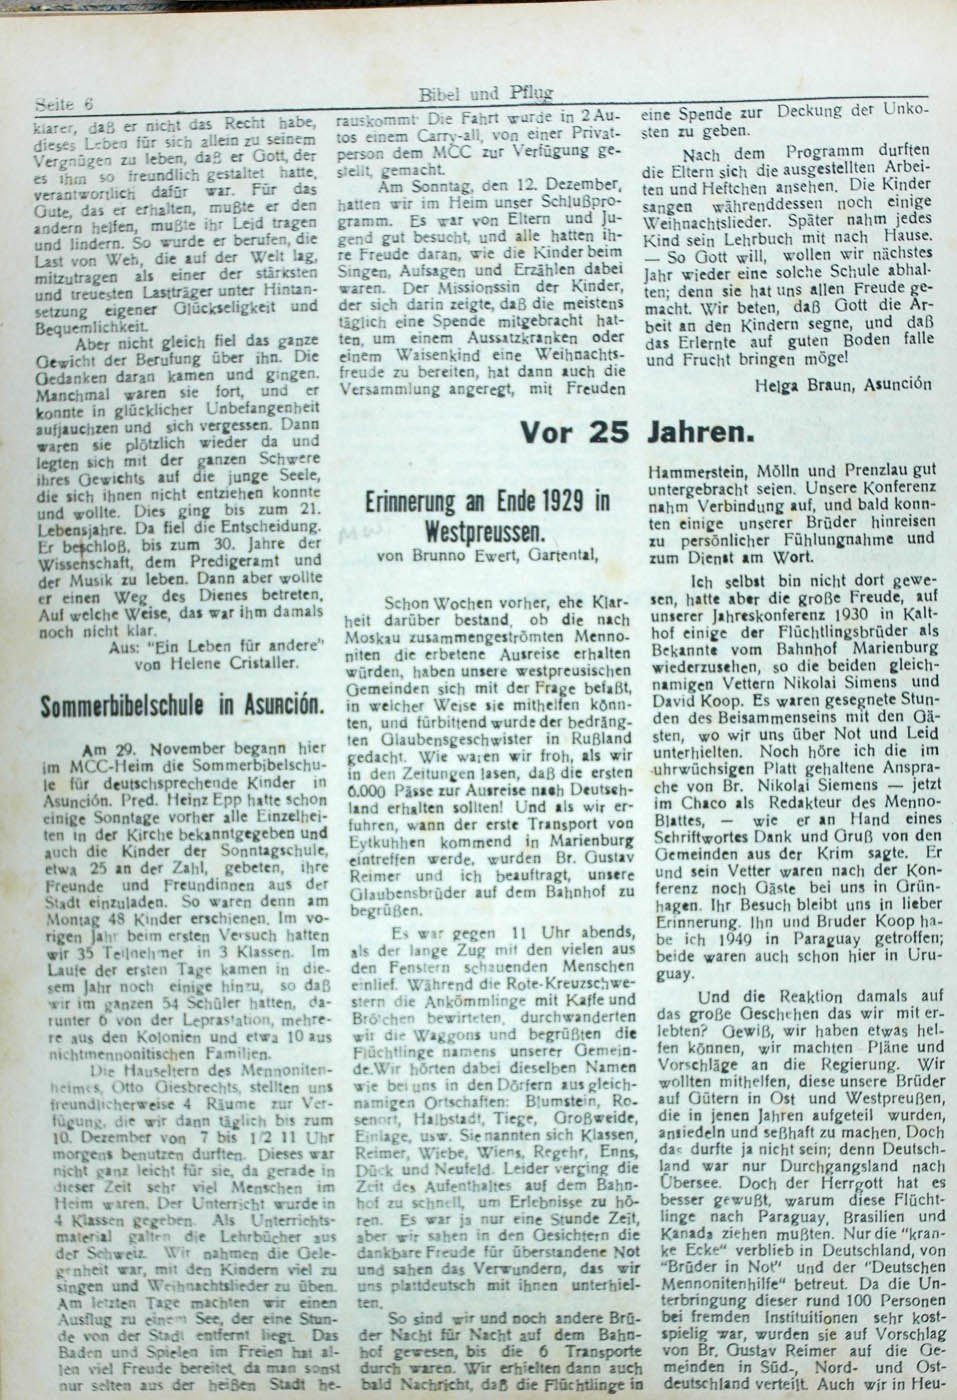 Seite 6
Bibel und Pflug
klarer, daß er nicht das Recht habe,
dieses Leben für sich allein zu seinem
Vergnügen zu leben, daß er Gott, der
es ihm so freundlich gestaltet hatte,
verantwortlich dafür war. Für das
Gute, das er erhalten, mußte er den
andern helfen, mußte ihr Leid tragen
und lindern. So wurde er berufen, die
Last von Weh, die auf der Welt lag,
mitzutragen als einer der stärksten
und treuesten Lastträger unter Hintan-
setzung eigener Glückseligkeit und
Bequemlichkeit.
Aber nicht gleich fiel das ganze
Gewicht der Berufung über ihn. Die
Gedanken daran kamen und gingen.
Manchmal waren sie fort, und er
konnte in glücklicher Unbefangenheit
aufjauchzen und sich vergessen. Dann
waren sie plötzlich wieder da und
legten sich mit der ganzen Schwere
ihres Gewichts auf die junge Seele,
die sich ihnen nicht entziehen konnte
und wollte. Dies ging bis zum 21.
Lebensjahre. Da fiel die Entscheidung.
Er beschloß, bis zum 30. Jahre der
Wissenschaft, dem Predigeramt und
der Musik zu leben. Dann aber wollte
er einen Weg des Dienes betreten,
Auf welche Weise, das war ihm damals
noch nicht klar.
Aus: "Ein Leben für andere"
von Helene Cristaller.
Sommerbibelschule in Asunción.
Am 29. November begann hier
im MCC-Heim die Sommerbibelschu-
le für deutschsprechende Kinder in
Asunción. Pred. Heinz Epp hatte schon
einige Sonntage vorher alle Einzelhei-
ten in der Kirche bekanntgegeben und
auch die Kinder der Sonntagschule,
etwa 25 an der Zahl, gebeten, ihre
Freunde und Freundinnen aus der
Stadt einzuladen. So waren denn am
Montag 48 Kinder erschienen. Im vo-
rigen Jahr beim ersten Versuch hatten
wir 35 Teilnehmer in 3 Klassen. Im
Laufe der ersten Tage kamen in die-
sem Jahr noch einige hinzu, so daß
wir im ganzen 54 Schüler hatten, da-
runter 6 von der Leprastation, mehre-
re aus den Kolonien und etwa 10 aus
nichtmennonitischen Familien.
Die Hauseltern des Mennoniten-
heimes, Otto Giesbrechts, stellten uns
freundlicherweise 4 Räume zur Ver-
fügung, die wir dann täglich bis zum
10. Dezember von 7 bis 1/2 11 Uhr
morgens benutzen durften. Dieses war
nicht ganz leicht für sie, da gerade in
dieser Zeit sehr viel Menschen im
Heim waren. Der Unterricht wurde in
4 Klassen gegeben. Als Unterrichts-
material galten die Lehrbücher aus
der Schweiz. Wir nahmen die Gele-
genheit war, mit den Kindern viel zu
singen und Weihnachtslieder zu üben.
Am letzten Tage machten wir einen
Ausflug zu einem See, der eine Stun-
de von der Stadt entfernt liegt. Das
Baden und Spielen im Freien hat al-
len viel Freude bereitet, da man sonst
nur selten aus der heißen Stadt he-
rauskommt. Die Fahrt wurde in 2 Au-
tos einem Carry-all, von einer Privat-
person dem MCC zur Verfügung ge-
stellt, gemacht.
Am Sonntag, den 12. Dezember,
hatten wir im Heim unser Schlußpro-
gramm. Es war von Eltern und Ju-
gend gut besucht, und alle hatten ih-
re Freude daran, wie die Kinder beim
Singen, Aufsagen und Erzählen dabei
waren. Der Missionssin der Kinder,
der sich darin zeigte, daß die meistens
täglich eine Spende mitgebracht hat-
ten, um einem Aussatzkranken oder
einem Waisenkind eine Weihnachts-
freude zu bereiten, hat dann auch die
Versammlung angeregt, mit Freuden
eine Spende zur Deckung der Unko-
sten zu geben.
Nach dem Programm durften
die Eltern sich die ausgestellten Arbei-
ten und Heftchen ansehen. Die Kinder
sangen währenddessen noch einige
Weihnachtslieder. Später nahm jedes
Kind sein Lehrbuch mit nach Hause.
— So Gott will, wollen wir nächstes
Jahr wieder eine solche Schule abhal-
ten; denn sie hat uns allen Freude ge-
macht. Wir beten, daß Gott die Ar-
beit an den Kindern segne, und daß
das Erlernte auf guten Boden falle
und Frucht bringen möge!
Helga Braun, Asunción
Vor 25 Jahren.
Erinnerung an Ende 1929 in
Westpreussen.
von Brunno Ewert, Gartental,
Schon Wochen vorher, ehe Klar-
heit darüber bestand, ob die nach
Moskau zusammengeströmten Menno-
niten die erbetene Ausreise erhalten
würden, haben unsere westpreusischen
Gemeinden sich mit der Frage befaßt,
in welcher Weise sie mithelfen könn-
ten, und fürbittend wurde der bedräng-
ten Glaubensgeschwister in Rußland
gedacht. Wie waren wir froh, als wir
in den Zeitungen lasen, daß die ersten
6.000 Pässe zur Ausreise nach Deutsch-
land erhalten sollten! Und als wir er-
fuhren, wann der erste Transport von
Eytkuhhen kommend in Marienburg
eintreffen werde, wurden Br. Gustav
Reimer und ich beauftragt, unsere
Glaubensbrüder auf dem Bahnhof zu
begrüßen.
Es war gegen 11 Uhr abends,
als der lange Zug mit den vielen aus
den Fenstern schauenden Menschen
einlief. Während die Rote-Kreuzschwe-
stern die Ankömmlinge mit Kaffe und
Brötchen bewirteten, durchwanderten
wir die Waggons und begrüßten die
Flüchtlinge namens unserer Gemein-
de. Wir hörten dabei dieselben Namen
wie bei uns in den Dörfern aus gleich-
namigen Ortschaften: Blumstein, Ro-
senort, Halbstadt, Tiege, Großweide,
Einlage, usw. Sie nannten sich Klassen,
Reimer, Wiebe, Wiens, Regehr, Enns,
Dück und Neufeld. Leider verging die
Zeit des Aufenthaltes auf dem Bahn-
hof zu schnell, um Erlebnisse zu hö-
ren. Es war ja nur eine Stunde Zeit,
aber wir sahen in den Gesichtern die
dankbare Freude für überstandene Not
und sahen das Verwundern, das wir
uns plattdeutsch mit ihnen unterhiel-
ten.
So sind wir und noch andere Brü-
der Nacht für Nacht auf dem Bahn-
hof gewesen, bis die 6 Transporte
durch waren. Wir erhielten dann auch
bald Nachricht, daß die Flüchtlinge in
Hammerstein, Mölln und Prenzlau gut
untergebracht seien. Unsere Konferenz
nahm Verbindung auf, und bald konn-
ten einige unserer Brüder hinreisen
zu persönlicher Fühlungnahme und
zum Dienst am Wort.
Ich selbst bin nicht dort gewe-
sen, hatte aber die große Freude, auf
unserer Jahreskonferenz 1930 in Kalt-
hof einige der Flüchtlingsbrüder als
Bekannte vom Bahnhof Marienburg
wiederzusehen, so die beiden gleich-
namigen Vettern Nikolai Simens und
David Koop. Es waren gesegnete Stun-
den des Beisammenseins mit den Gä-
sten, wo wir uns über Not und Leid
unterhielten. Noch höre ich die im
uhrwüchsigen Platt gehaltene Anspra-
che von Br. Nikolai Siemens — jetzt
im Chaco als Redakteur des Menno-
Blattes, — wie er an Hand eines
Schriftwortes Dank und Gruß von den
Gemeinden aus der Krim sagte. Er
und sein Vetter waren nach der Kon-
ferenz noch Gäste bei uns in Grün-
hagen. Ihr Besuch bleibt uns in lieber
Erinnerung. Ihn und Bruder Koop ha-
be ich 1949 in Paraguay getroffen;
beide waren auch schon hier in Uru-
guay.
Und die Reaktion damals auf
das große Geschehen das wir mit er-
lebten? Gewiß, wir haben etwas hel-
fen können, wir machten Pläne und
Vorschläge an die Regierung. Wir
wollten mithelfen, diese unsere Brüder
auf Gütern in Ost und Westpreußen,
die in jenen Jahren aufgeteil wurden,
ansiedeln und seßhaft zu machen. Doch
das durfte ja nicht sein; denn Deutsch-
land war nur Durchgangsland nach
Übersee. Doch der Herrgott hat es
besser gewußt, warum diese Flücht-
linge nach Paraguay, Brasilien und
Kanada ziehen mußten. Nur die "kran-
ke Ecke" verblieb in Deutschland, von
"Brüder in Not" und der "Deutschen
Mennonitenhilfe" betreut. Da die Un-
terbringung dieser rund 100 Personen
bei fremden Instituitionen sehr kost-
spielig war, wurden sie auf Vorschlag
von Br. Gustav Reimer auf die Ge-
meinden in Süd-, Nord- und Ost-
deutschland verteilt. Auch wir in Heu-